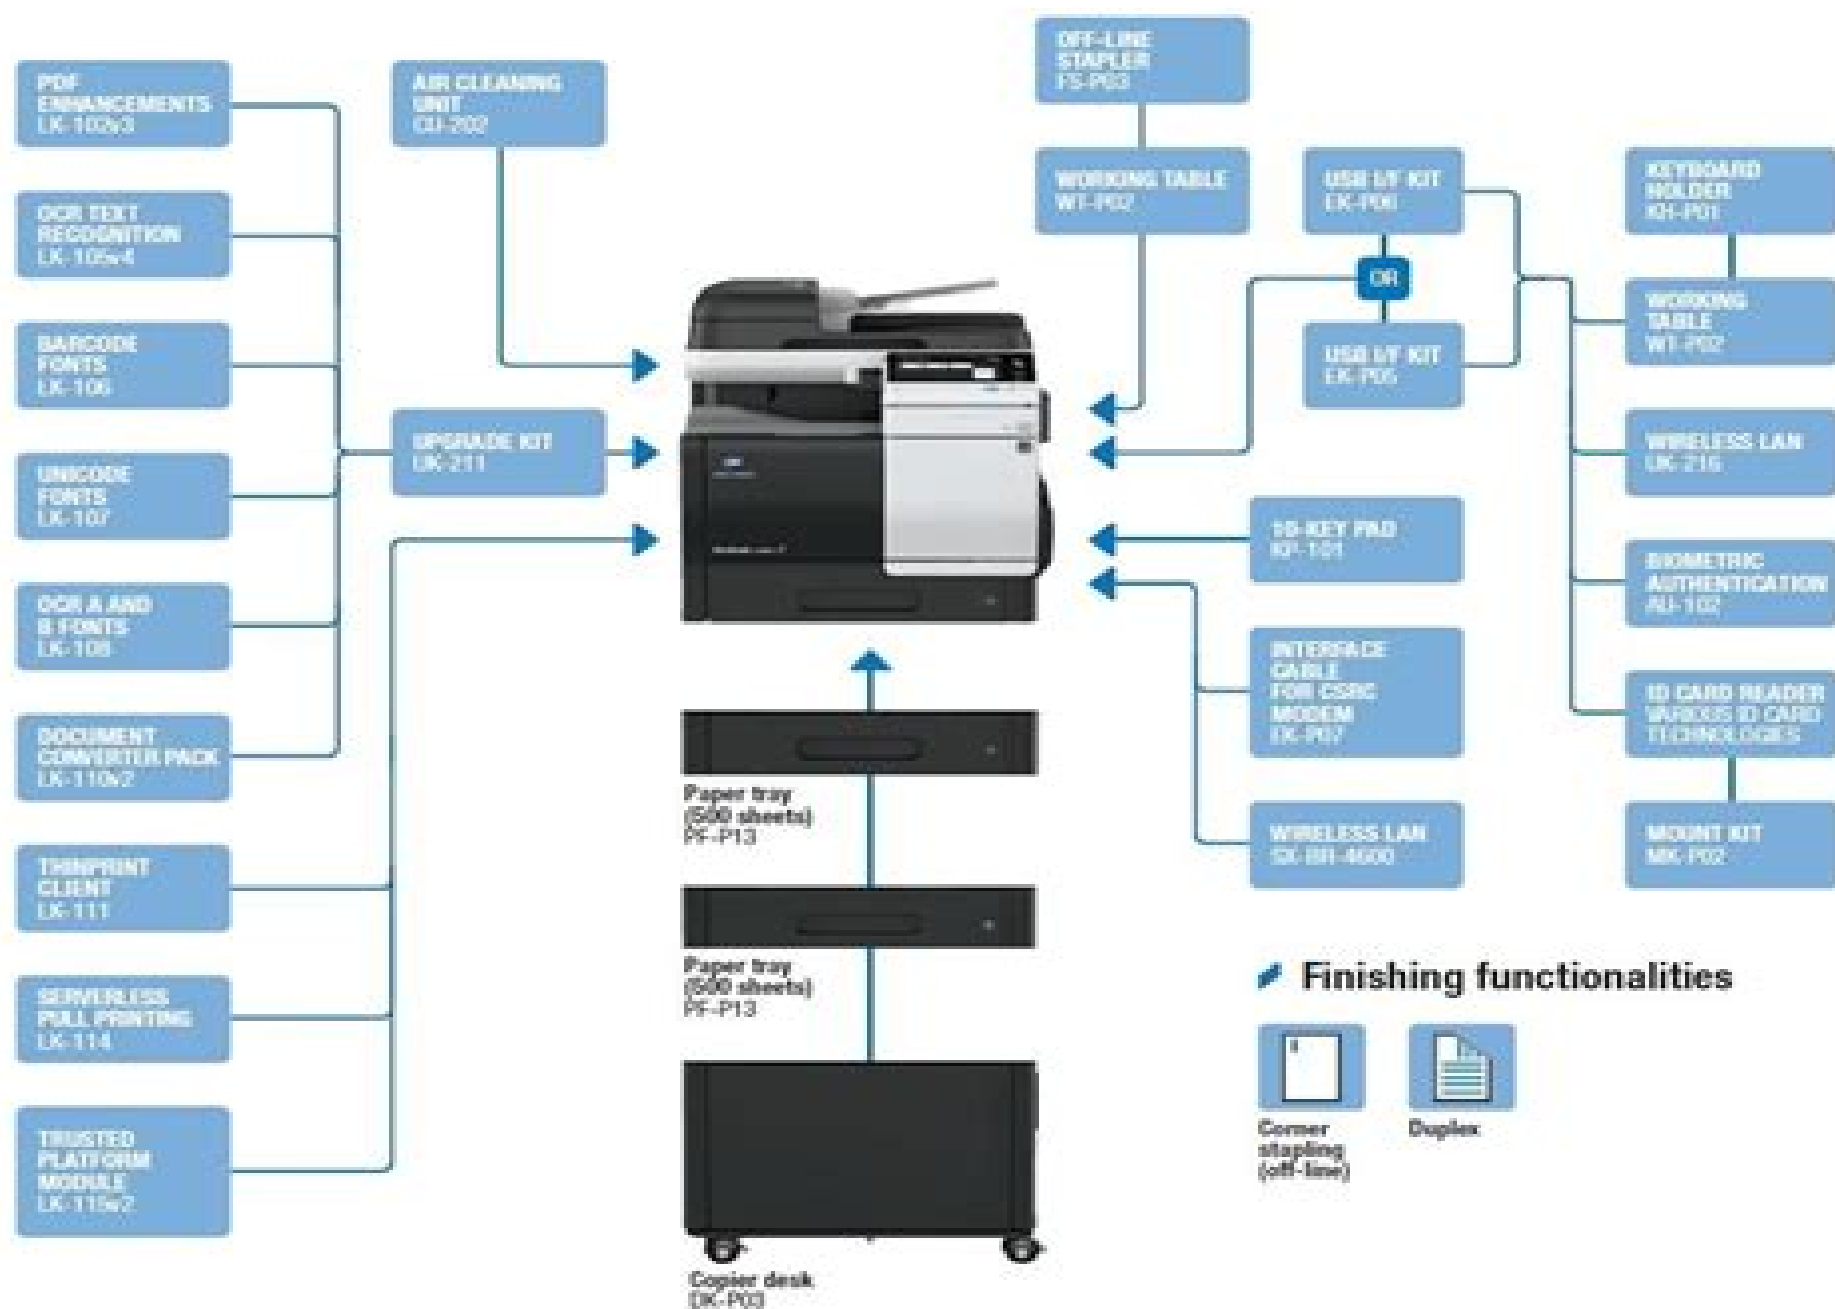 PDF
ENHANCEMENTS
LK-102v3
OCR TEXT
RECOGNITION
LK-105v4
BARCODE
FONTS
LK-106
UNICODE
FONTS
LK-107
OCR A AND
B FONTS
LK-108
DOCUMENT
CONVERTER PACK
LK-110v2
THINPRINT
CLIENT
LK-111
SERVERLESS
PULL PRINTING
LK-114
TRUSTED
PLATFORM
MODULE
LK-115v2
AIR CLEANING
UNIT
CU-202
UPGRADE KIT
UK-211
OFF-LINE
STAPLER
FS-P03
WORKING TABLE
WT-P02
USB I/F KIT
EK-P06
OR
USB I/F KIT
EK-P05
KEYBOARD
HOLDER
KH-P01
WORKING
TABLE
WT-P02
WIRELESS LAN
UK-216
BIOMETRIC
AUTHENTICATION
AU-102
ID CARD READER
VARIOUS ID CARD
TECHNOLOGIES
MOUNT KIT
MK-P02
10-KEY PAD
KP-101
INTERFACE
CABLE
FOR CSRC
MODEM
EK-P07
WIRELESS LAN
SX-BR-4600
Paper tray
(500 sheets)
PF-P13
Paper tray
(500 sheets)
PF-P13
Copier desk
DK-P03
Finishing functionalities
Corner
stapling
(off-line)
Duplex